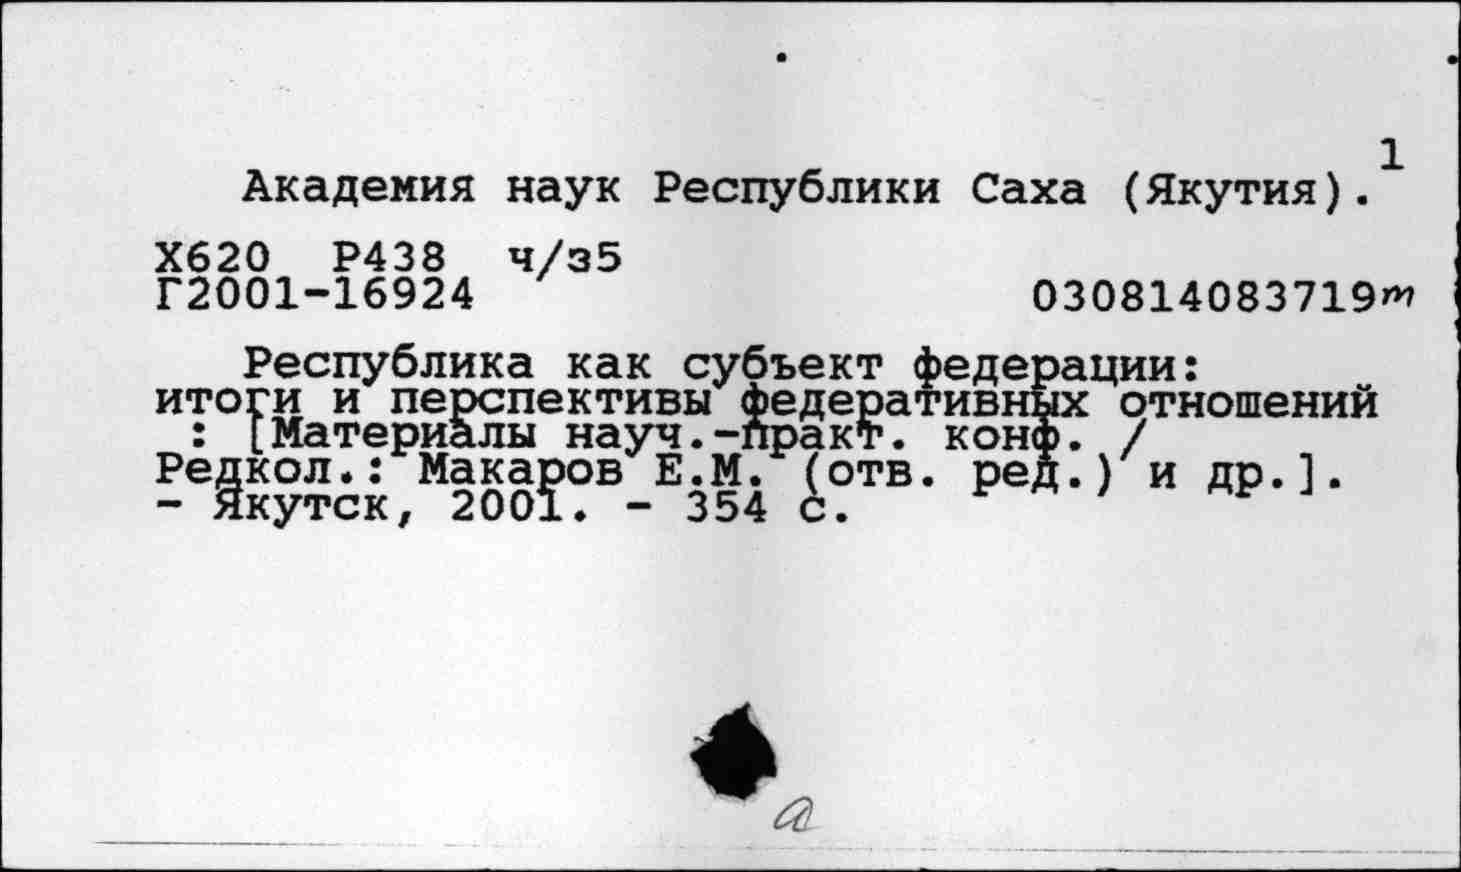 1
Академия наук Республики Саха (Якутия).
Х620 Р438 ч/з5
Г2001-16924 030814083719т
Республика как субъект федерации:
итоги и перспективы федеративных отношений
: [Материалы науч.-практ. конф. /
Редкол.: Макаров Е.М. (отв. ред.) и др.].
- Якутск, 2001. - 354 с.
а